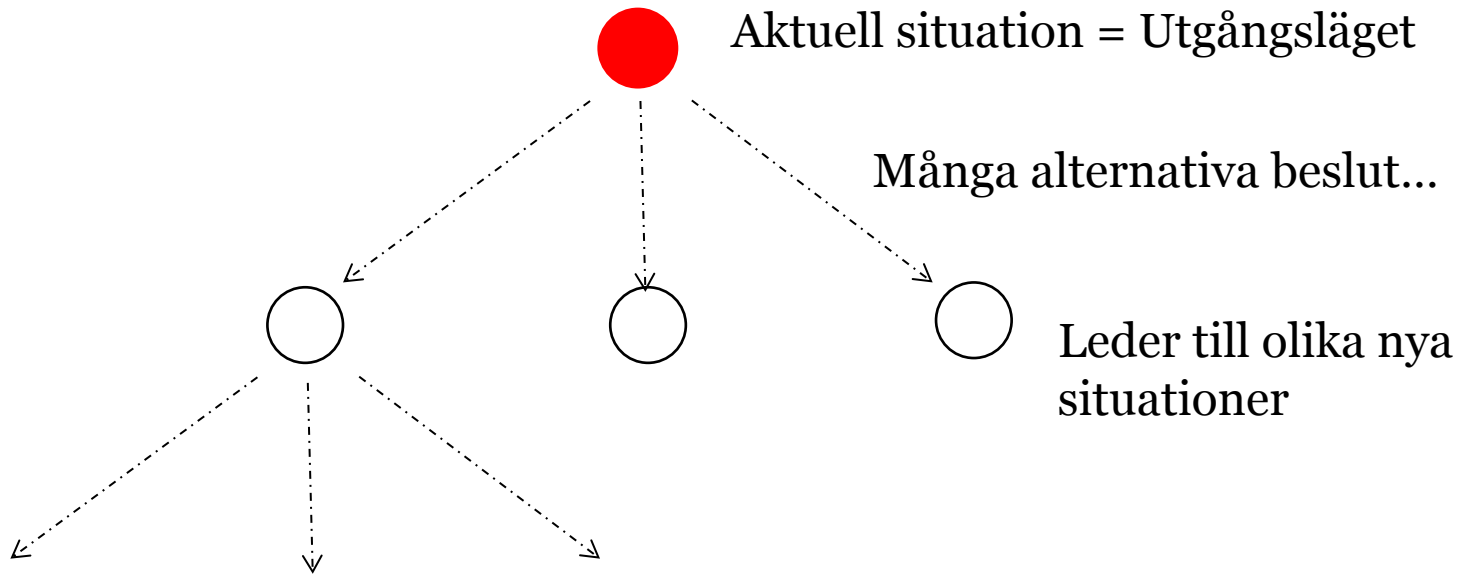 Aktuell situation = Utgångsläget
Många alternativa beslut...
Leder till olika nya
situationer